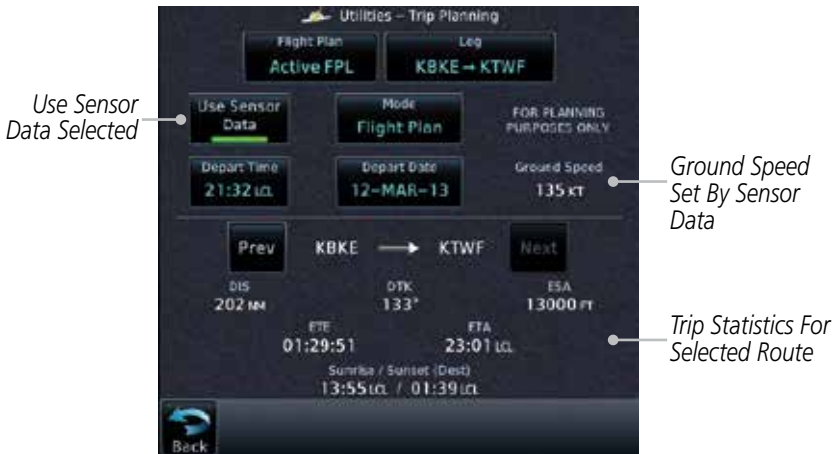 Utilities – Trip Planning
Flight Plan
Active FPL
Leg
KBKE → KTWF
Use Sensor Data Selected
Use Sensor
Data
Mode
Flight Plan
FOR PLANNING
PURPOSES ONLY
Depart Time
21:32 LCL
Depart Date
12-MAR-13
Ground Speed
135 KT
Ground Speed
Set By Sensor
Data
Prev
KBKE → KTWF
Next
DIS
202 NM
DTK
133°
ESA
13000 FT
ETE
01:29:51
ETA
23:01 LCL
Trip Statistics For
Selected Route
Sunrise / Sunset (Dest)
13:55 LCL / 01:39 LCL
Back